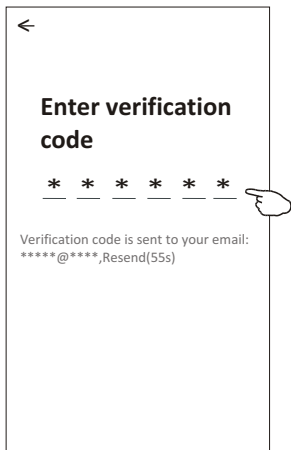 Enter verification
code
* * * * * *
Verification code is sent to your email:
*****@****,Resend(55s)